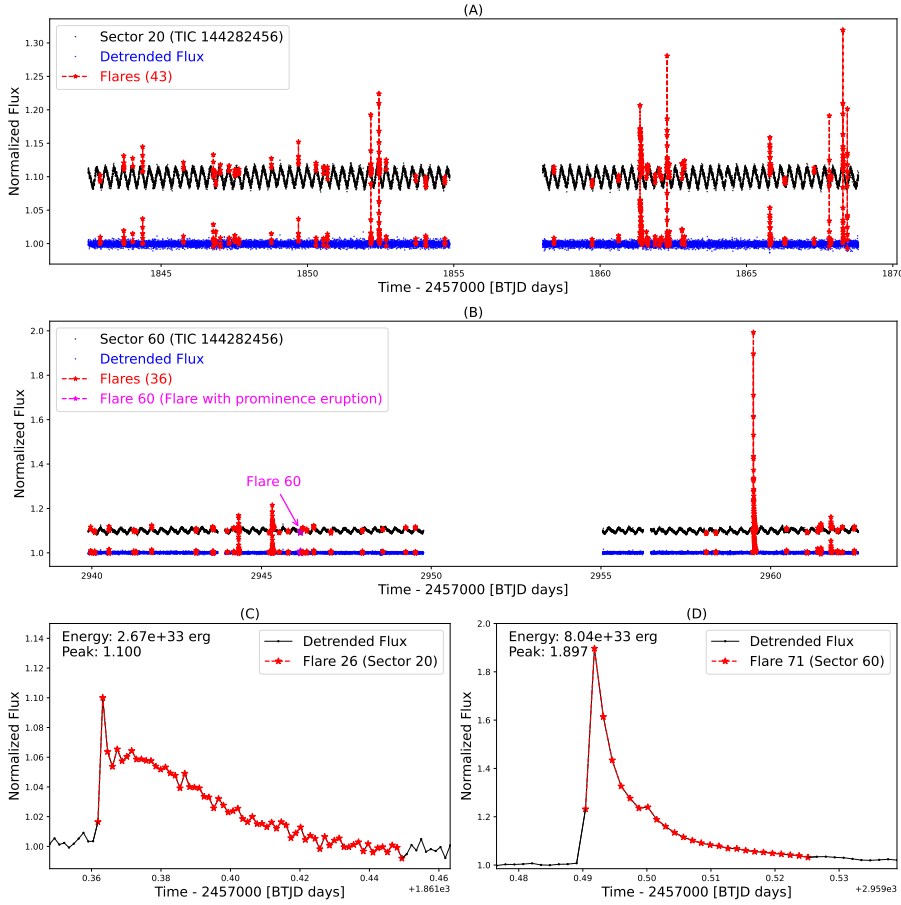 (A)
1.30
1.25
1.20
1.15
1.10
1.05
1.00
Normalized Flux
Sector 20 (TIC 144282456)
Detrended Flux
Flares (43)
1845
1850
1855
1860
1865
1870
Time - 2457000 [BTJD days]
(B)
2.0
1.8
1.6
1.4
1.2
1.0
Normalized Flux
Sector 60 (TIC 144282456)
Detrended Flux
Flares (36)
Flare 60 (Flare with prominence eruption)
Flare 60
2940
2945
2950
2955
2960
Time - 2457000 [BTJD days]
(C)
1.14
1.12
1.10
1.08
1.06
1.04
1.02
1.00
Normalized Flux
Energy: 2.67e+33 erg
Peak: 1.100
Detrended Flux
Flare 26 (Sector 20)
0.36
0.38
0.40
0.42
0.44
0.46
+1.861e3
Time - 2457000 [BTJD days]
(D)
2.0
1.8
1.6
1.4
1.2
1.0
Normalized Flux
Energy: 8.04e+33 erg
Peak: 1.897
Detrended Flux
Flare 71 (Sector 60)
0.48
0.49
0.50
0.51
0.52
0.53
+2.959e3
Time - 2457000 [BTJD days]